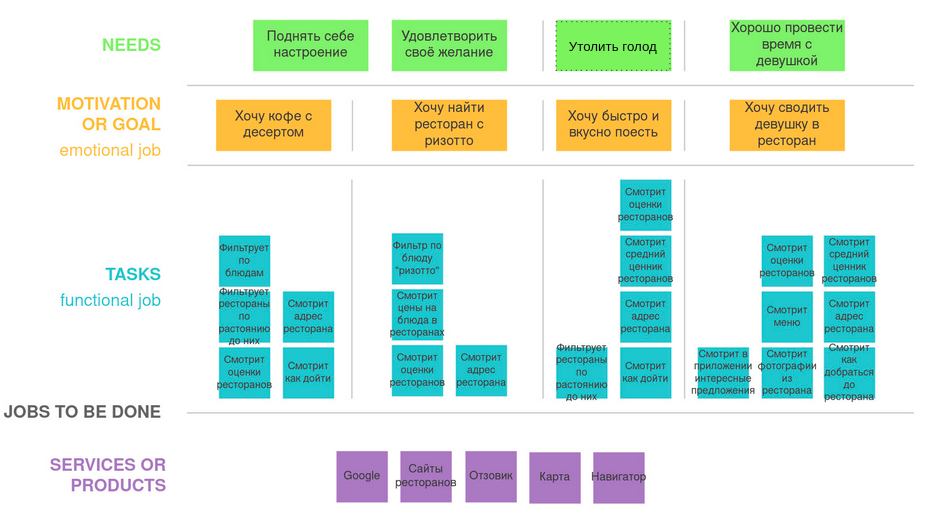 NEEDS
Поднять себе
настроение
Удовлетворить
своё желание
Утолить голод
Хорошо провести
время с
девушкой
MOTIVATION
OR GOAL
emotional job
Хочу кофе с
десертом
Хочу найти
ресторан с
ризотто
Хочу быстро и
вкусно поесть
Хочу сводить
девушку в
ресторан
TASKS
functional job
Фильтрует
по
блюдам
Фильтрует
рестораны
по
растоянию
до них
Смотрит
адрес
ресторана
Смотрит
оценки
ресторанов
Смотрит
как дойти
Фильтр по
блюду
"ризотто"
Смотрит
цены на
блюда в
ресторанах
Смотрит
оценки
ресторанов
Смотрит
адрес
ресторана
Смотрит
оценки
ресторанов
Смотрит
средний
ценник
ресторанов
Смотрит
адрес
ресторана
Фильтрует
рестораны
по
растоянию
до них
Смотрит
как дойти
Смотрит
оценки
ресторанов
Смотрит
средний
ценник
ресторанов
Смотрит
меню
Смотрит
адрес
ресторана
Смотрит в
приложении
интересные
предложения
Смотрит
фотографии
из
ресторана
Смотрит
как
добраться
до
ресторана
JOBS TO BE DONE
SERVICES OR
PRODUCTS
Google
Сайты
ресторанов
Отзовик
Карта
Навигатор